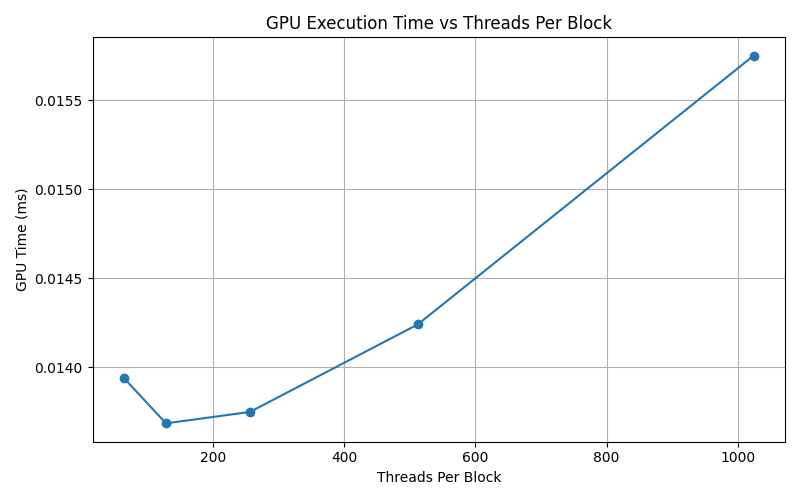 GPU Execution Time vs Threads Per Block
0.0155
0.0150
0.0145
0.0140
GPU Time (ms)
200 400 600 800 1000
Threads Per Block